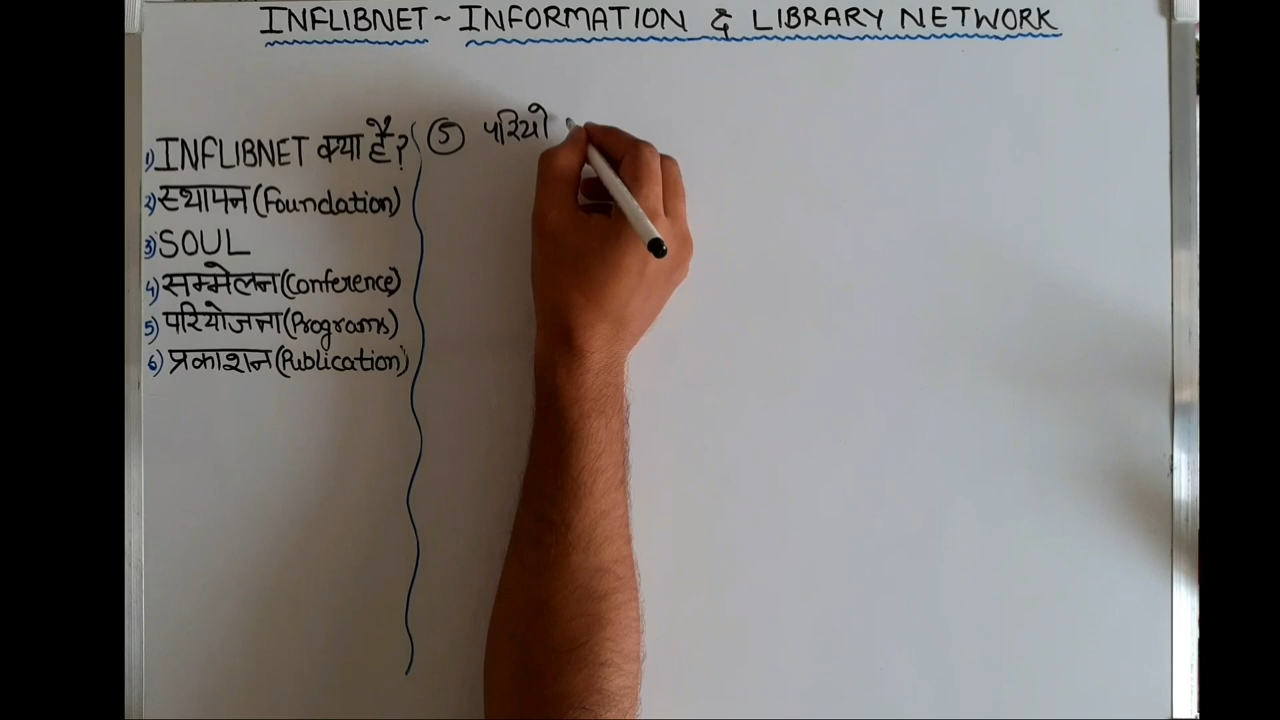 INFLIBNET ~ INFORMATION & LIBRARY NETWORK
1) INFLIBNET क्या है?
2) स्थापन (Foundation)
3) SOUL
4) सम्मेलन (Conference)
5) परियोजना (Programs)
6) प्रकाशन (Publication)
5 परियो